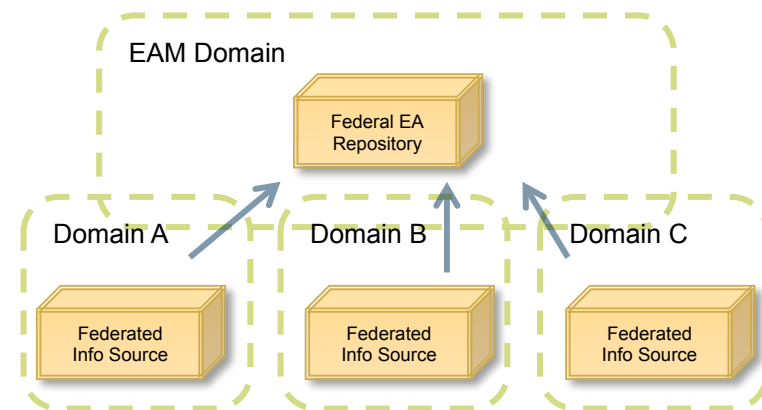 EAM Domain
Federal EA
Repository
Domain A
Domain B
Domain C
Federated
Info Source
Federated
Info Source
Federated
Info Source